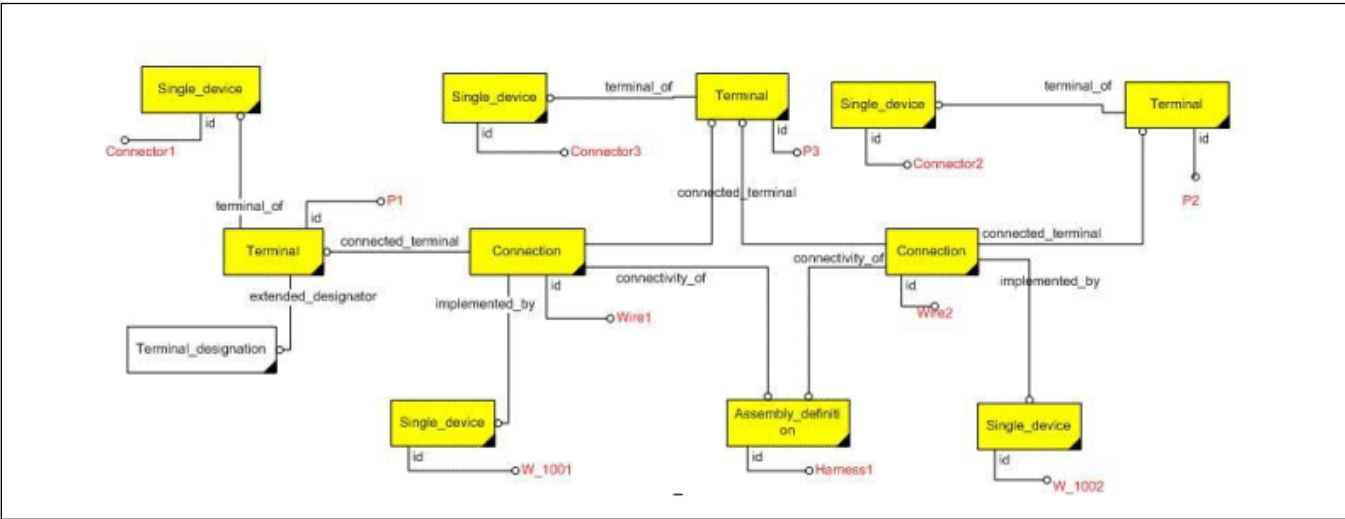 Single_device
id
Connector1
terminal_of
Single_device
id
Connector3
terminal_of
Terminal
id
P3
Single_device
id
Connector2
terminal_of
Terminal
id
P2
connected_terminal
P1
id
Terminal
connected_terminal
Connection
id
Wire1
connectivity_of
implemented_by
extended_designator
Terminal_designation
Connection
id
Wire2
connected_terminal
connectivity_of
implemented_by
Single_device
id
W_1001
Assembly_definiti
on
id
Harness1
Single_device
id
W_1002